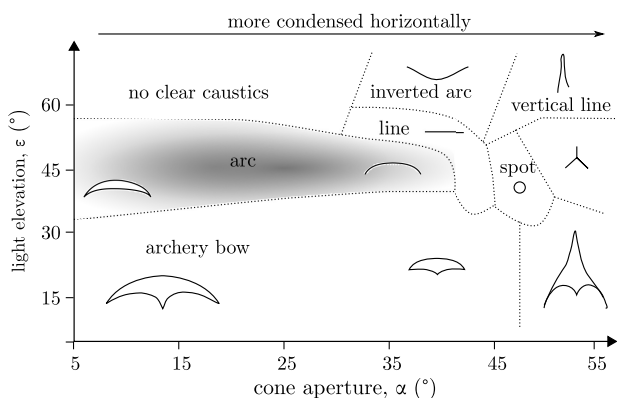 more condensed horizontally
no clear caustics
inverted arc
vertical line
line
arc
spot
archery bow
light elevation, ε (°)
60
45
30
15
5
15
25
35
45
55
cone aperture, α (°)